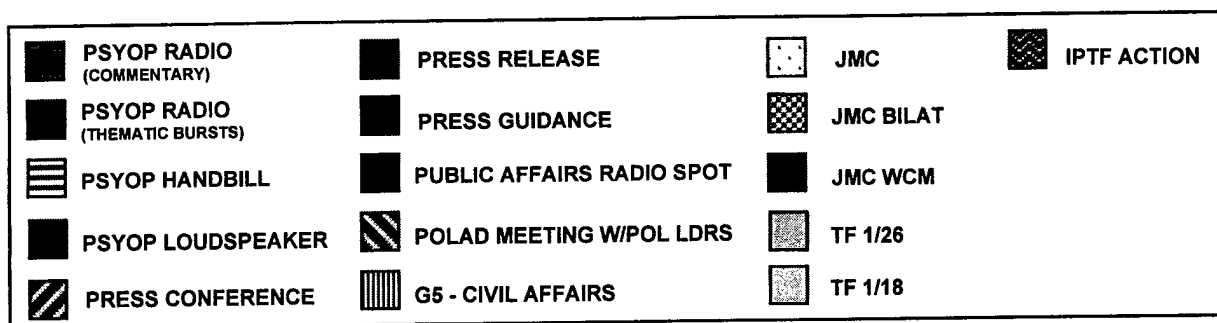 PSYOP RADIO
(COMMENTARY)
PSYOP RADIO
(THEMATIC BURSTS)
PSYOP HANDBILL
PSYOP LOUDSPEAKER
PRESS CONFERENCE
PRESS RELEASE
PRESS GUIDANCE
PUBLIC AFFAIRS RADIO SPOT
POLAD MEETING W/POL LDRS
G5 - CIVIL AFFAIRS
JMC
JMC BILAT
JMC WCM
TF 1/26
TF 1/18
IPTF ACTION